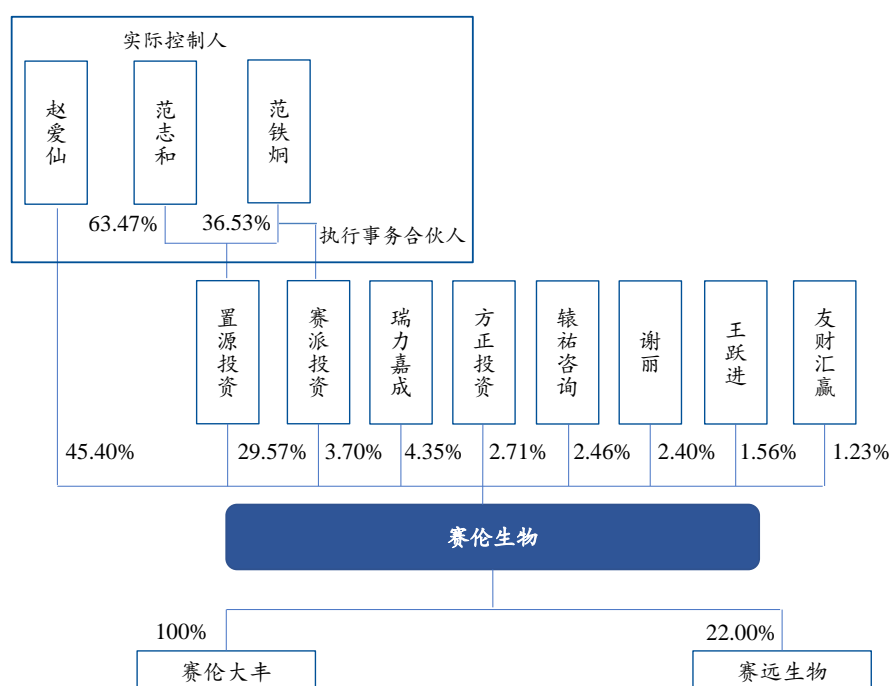 实际控制人
赵爱仙
范志和
范铁炯
63.47%
36.53%
执行事务合伙人
置源投资
赛派投资
瑞力嘉成
方正投资
辕祐咨询
谢丽
王跃进
友财汇赢
45.40%
29.57%
3.70%
4.35%
2.71%
2.46%
2.40%
1.56%
1.23%
赛伦生物
100%
22.00%
赛伦大丰
赛远生物